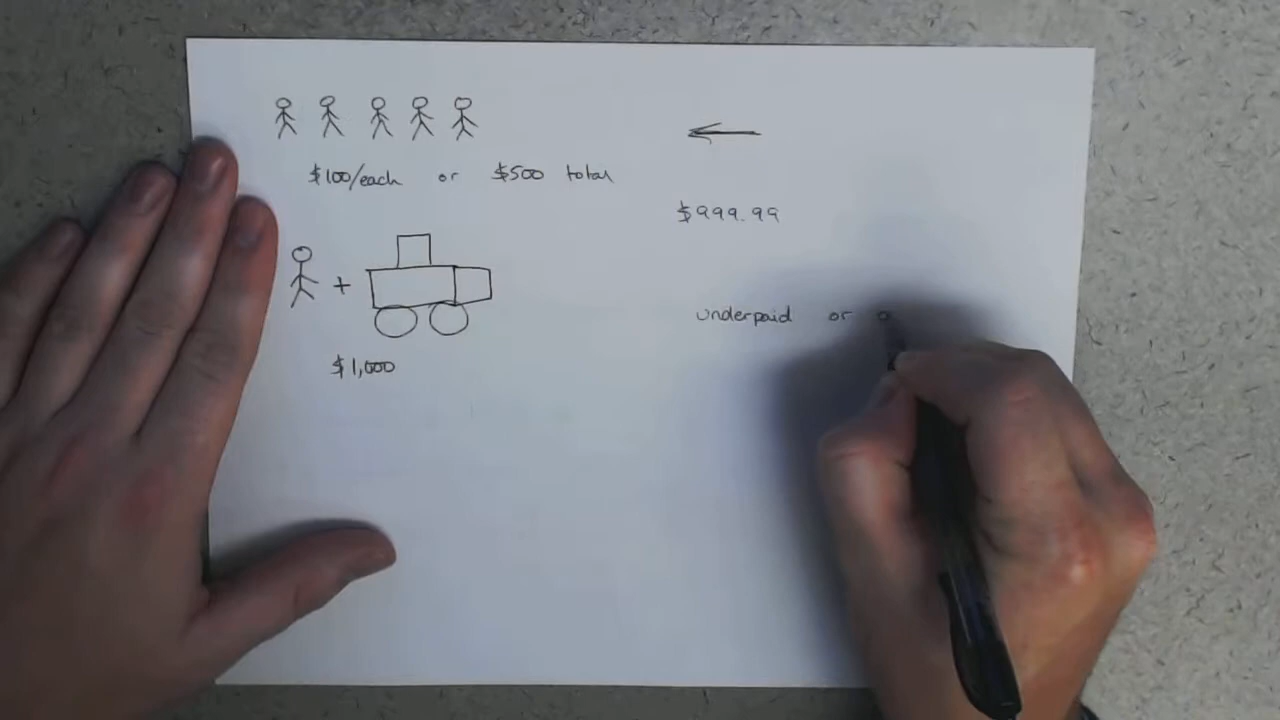 $100/each or $500 total
$999.99
+
underpaid or
$1,000